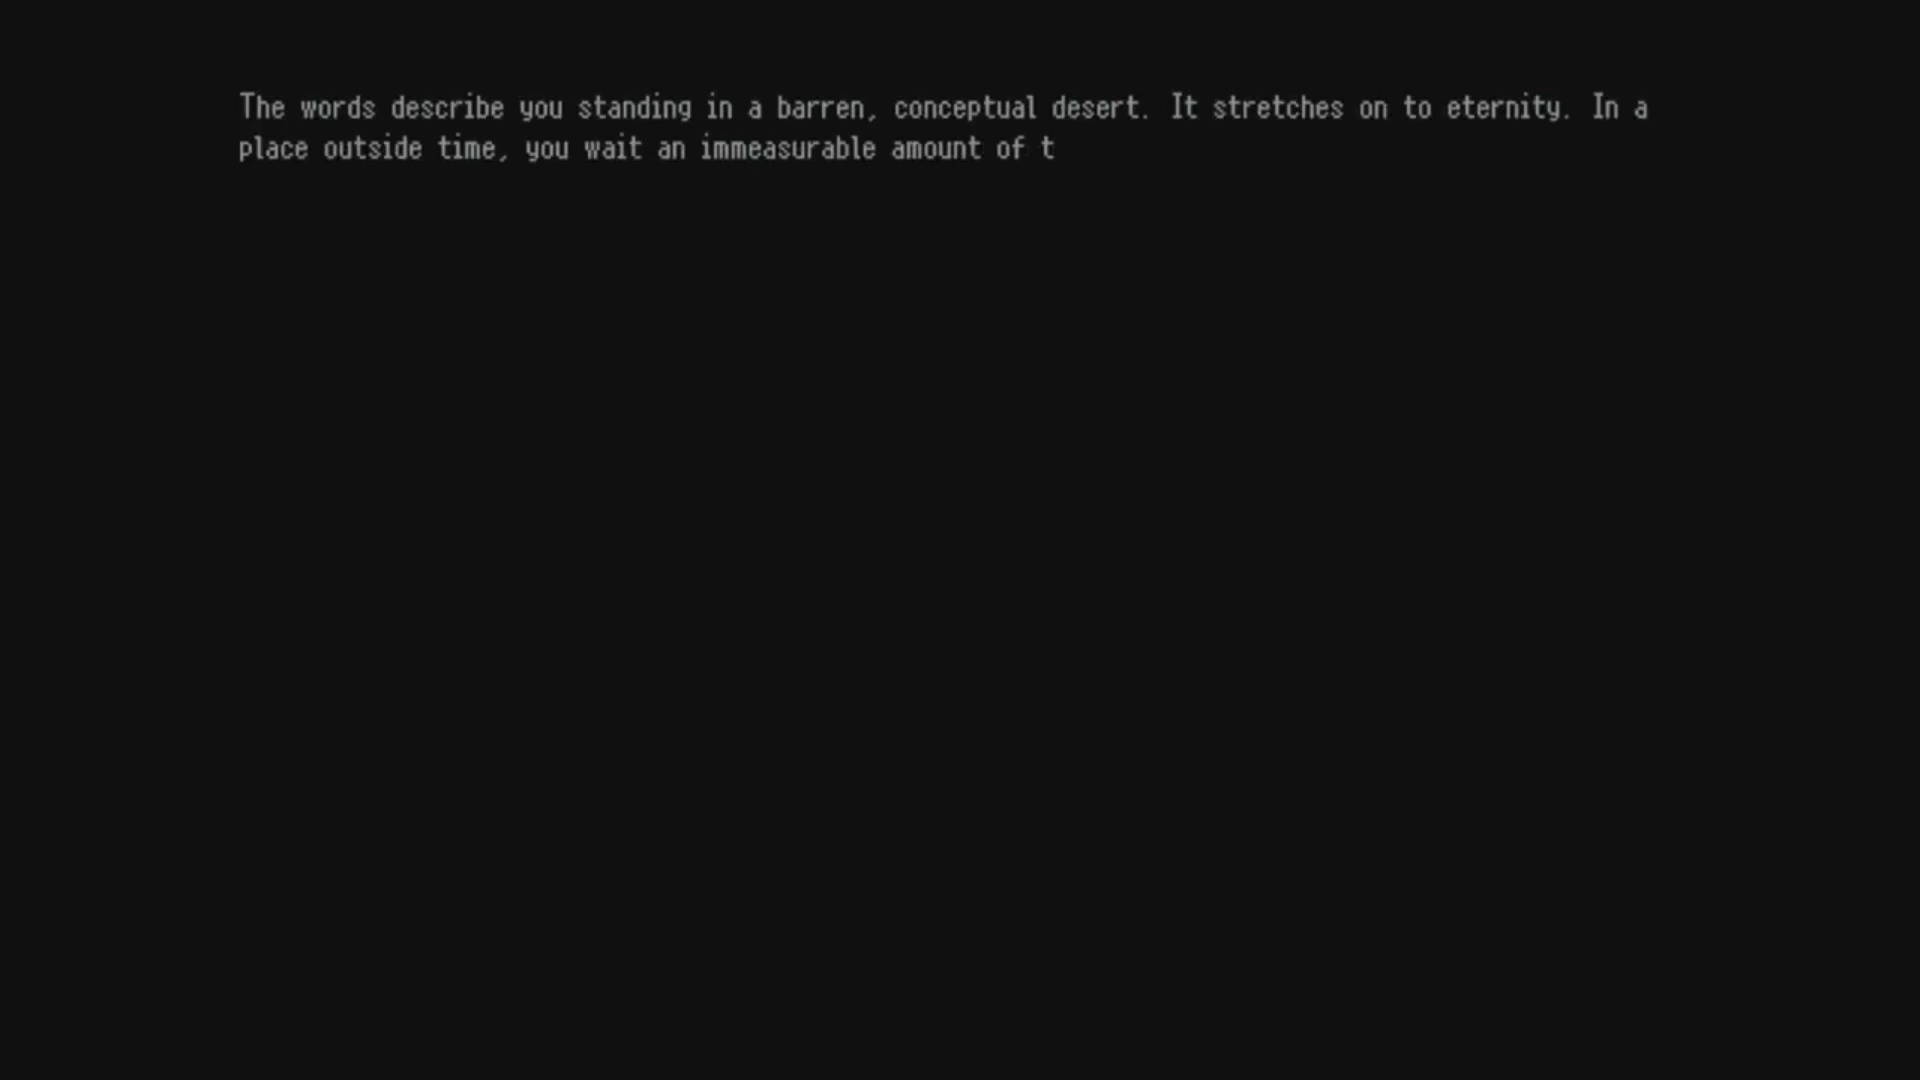 The words describe you standing in a barren, conceptual desert. It stretches on to eternity. In a
place outside time, you wait an immeasurable amount of t